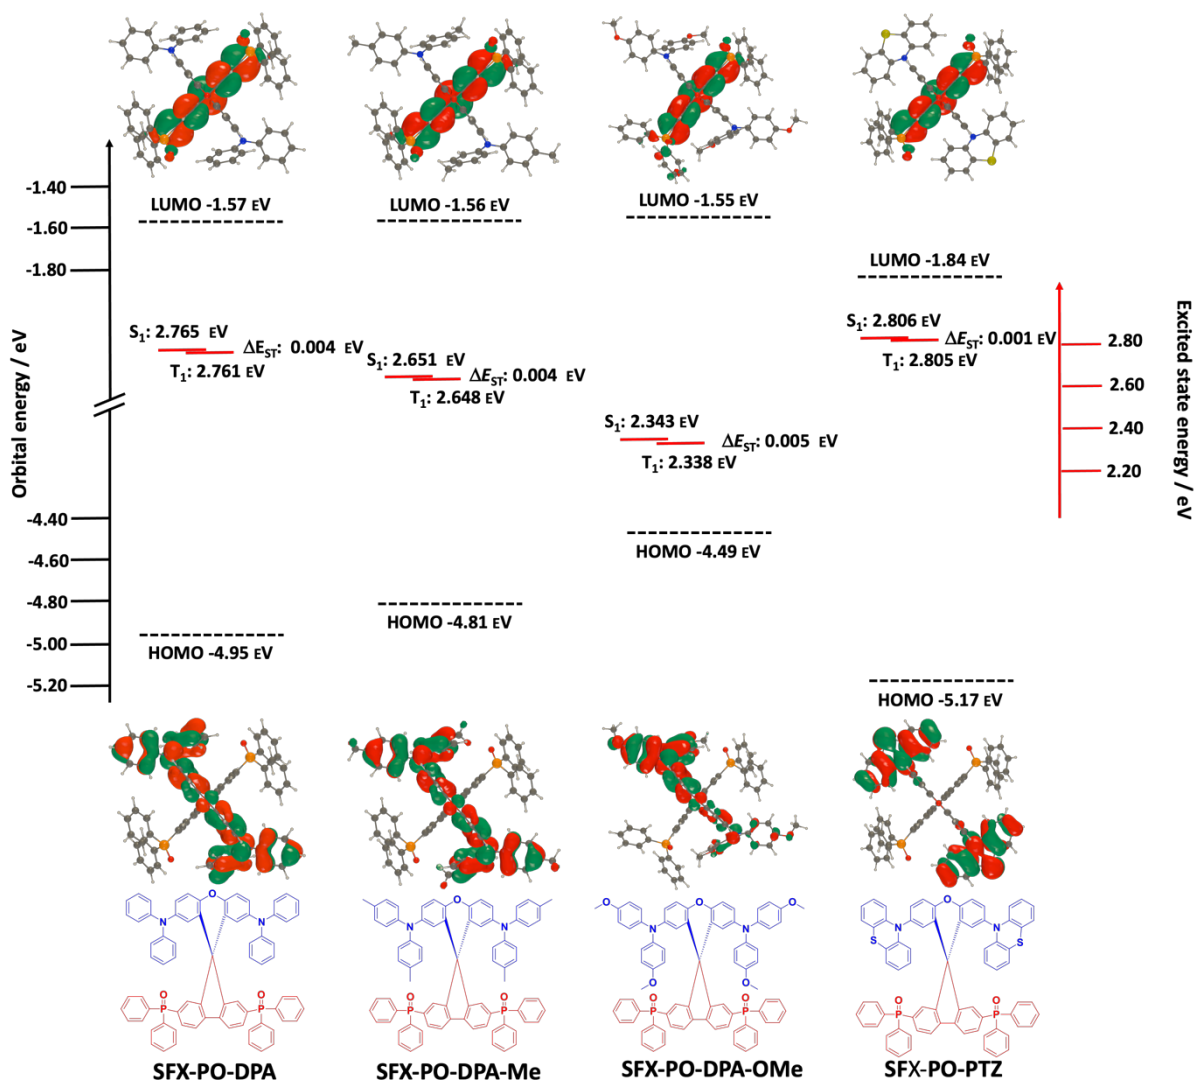 -1.40
-1.60
-1.80
-4.40
-4.60
-4.80
-5.00
-5.20
Orbital energy / eV
LUMO -1.57 EV
S1: 2.765 EV
ΔEST: 0.004 EV
T1: 2.761 EV
HOMO -4.95 EV
LUMO -1.56 EV
S1: 2.651 EV
ΔEST: 0.004 EV
T1: 2.648 EV
HOMO -4.81 EV
LUMO -1.55 EV
S1: 2.343 EV
ΔEST: 0.005 EV
T1: 2.338 EV
HOMO -4.49 EV
LUMO -1.84 EV
S1: 2.806 EV
ΔEST: 0.001 EV
T1: 2.805 EV
HOMO -5.17 EV
2.80
2.60
2.40
2.20
Excited state energy / eV
O
N N
O O
P P
SFX-PO-DPA
O
N N
O O
P P
SFX-PO-DPA-Me
O
O O
N N
O O
O O
P P
SFX-PO-DPA-OMe
O
N N
S S
O O
P P
SFX-PO-PTZ